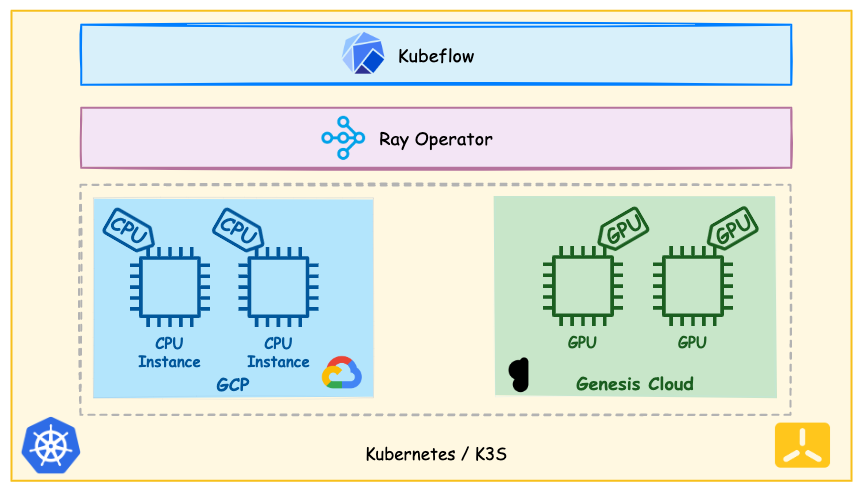 Kubeflow
Ray Operator
CPU
CPU
GPU
GPU
CPU
Instance
CPU
Instance
GPU
GPU
GCP
Genesis Cloud
Kubernetes / K3S